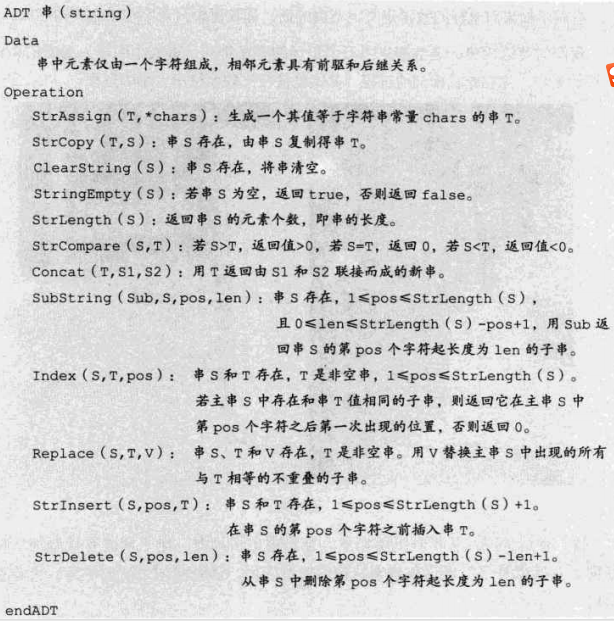 ADT 串(string)
Data
串中元素仅由一个字符组成，相邻元素具有前驱和后继关系。
Operation
StrAssign(T,*chars)：生成一个其值等于字符串常量 chars 的串 T。
StrCopy(T,S)：串 S 存在，由串 S 复制得串 T。
ClearString(S)：串 S 存在，将串清空。
StringEmpty(S)：若串 S 为空，返回 true，否则返回 false。
StrLength(S)：返回串 S 的元素个数，即串的长度。
StrCompare(S,T)：若 S>T，返回值>0，若 S=T，返回 0，若 S<T，返回值<0。
Concat(T,S1,S2)：用 T 返回由 S1 和 S2 联接而成的新串。
SubString(Sub,S,pos,len)：串 S 存在，1≤pos≤StrLength(S)，
且 0≤len≤StrLength(S)-pos+1，用 Sub 返
回串 S 的第 pos 个字符起长度为 len 的子串。
Index(S,T,pos)：串 S 和 T 存在，T 是非空串，1≤pos≤StrLength(S)。
若主串 S 中存在和串 T 值相同的子串，则返回它在主串 S 中
第 pos 个字符之后第一次出现的位置，否则返回 0。
Replace(S,T,V)：串 S、T 和 V 存在，T 是非空串。用 V 替换主串 S 中出现的所有
与 T 相等的不重叠的子串。
StrInsert(S,pos,T)：串 S 和 T 存在，1≤pos≤StrLength(S)+1。
在串 S 的第 pos 个字符之前插入串 T。
StrDelete(S,pos,len)：串 S 存在，1≤pos≤StrLength(S)-len+1。
从串 S 中删除第 pos 个字符起长度为 len 的子串。
endADT